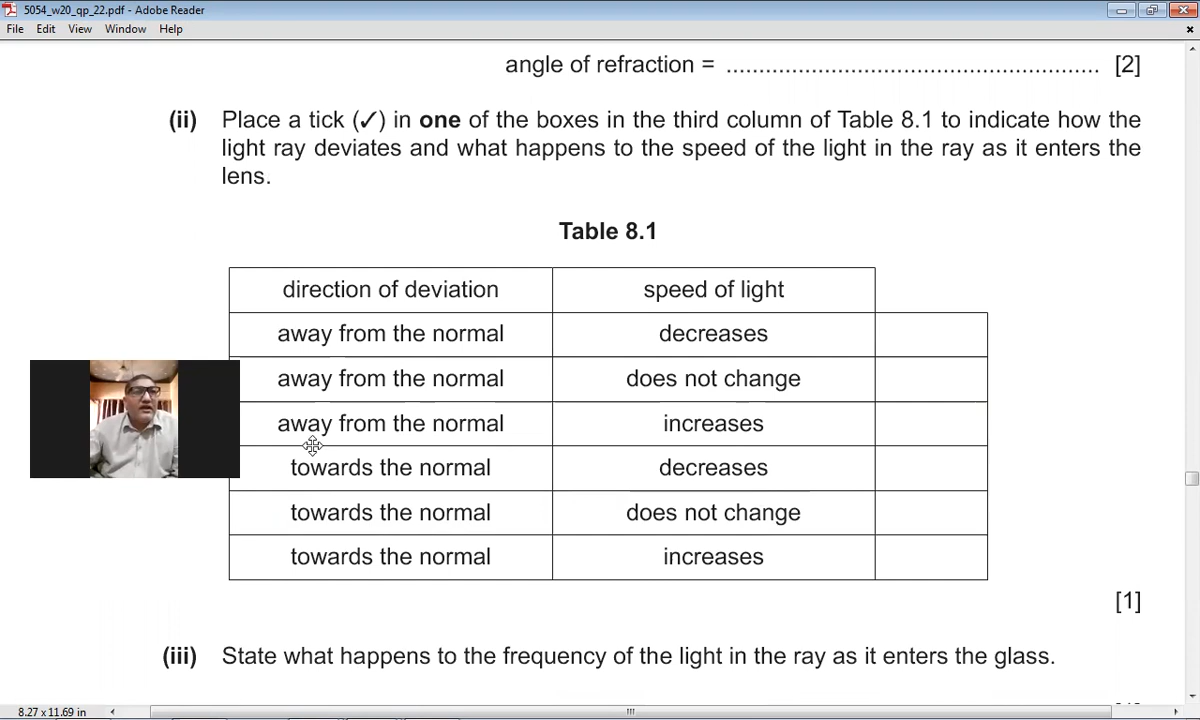 5054_w20_qp_22.pdf - Adobe Reader
File Edit View Window Help
angle of refraction = ........................................................ [2]
(ii) Place a tick (✓) in one of the boxes in the third column of Table 8.1 to indicate how the
light ray deviates and what happens to the speed of the light in the ray as it enters the
lens.
Table 8.1
direction of deviation speed of light
away from the normal decreases
away from the normal does not change
away from the normal increases
towards the normal decreases
towards the normal does not change
towards the normal increases
[1]
(iii) State what happens to the frequency of the light in the ray as it enters the glass.
8.27 x 11.69 in